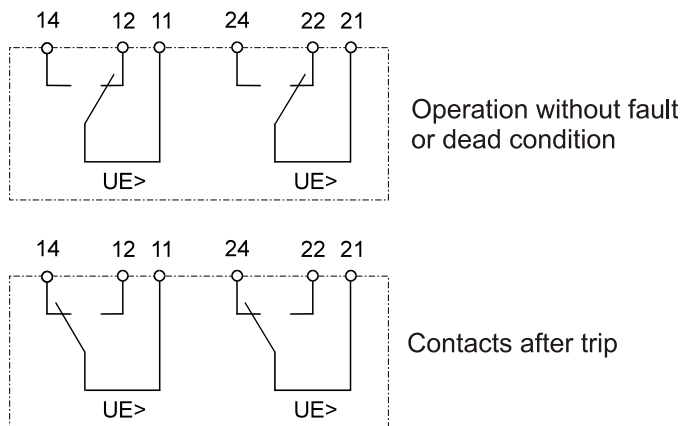 14 12 11 24 22 21
Operation without fault
or dead condition
UE> UE>
14 12 11 24 22 21
Contacts after trip
UE> UE>